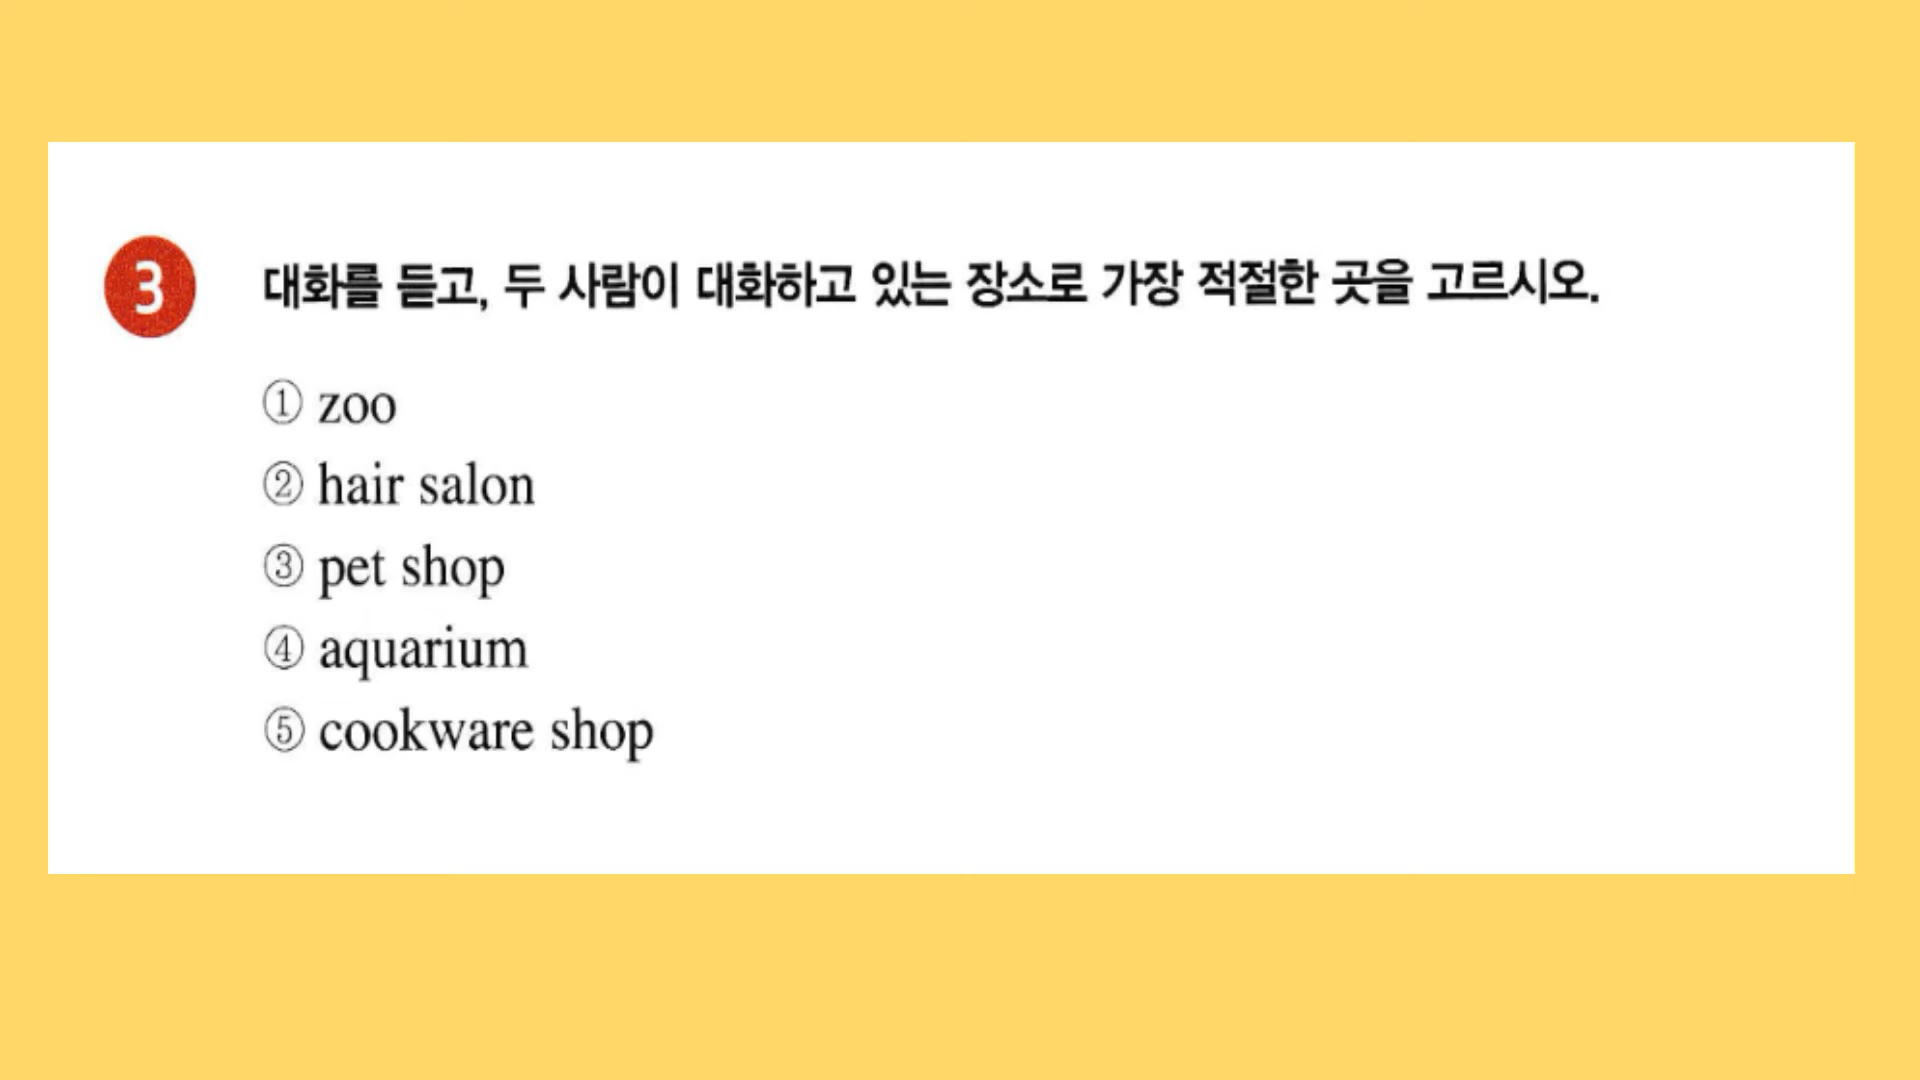 3 대화를 듣고, 두 사람이 대화하고 있는 장소로 가장 적절한 곳을 고르시오.
① zoo
② hair salon
③ pet shop
④ aquarium
⑤ cookware shop